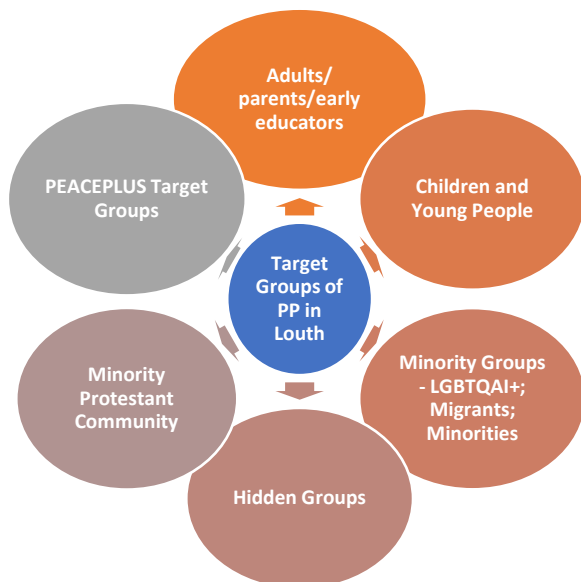 Adults/
parents/early
educators
PEACEPLUS Target
Groups
Children and
Young People
Target
Groups of
PP in
Louth
Minority
Protestant
Community
Minority Groups
- LGBTQAI+;
Migrants;
Minorities
Hidden Groups